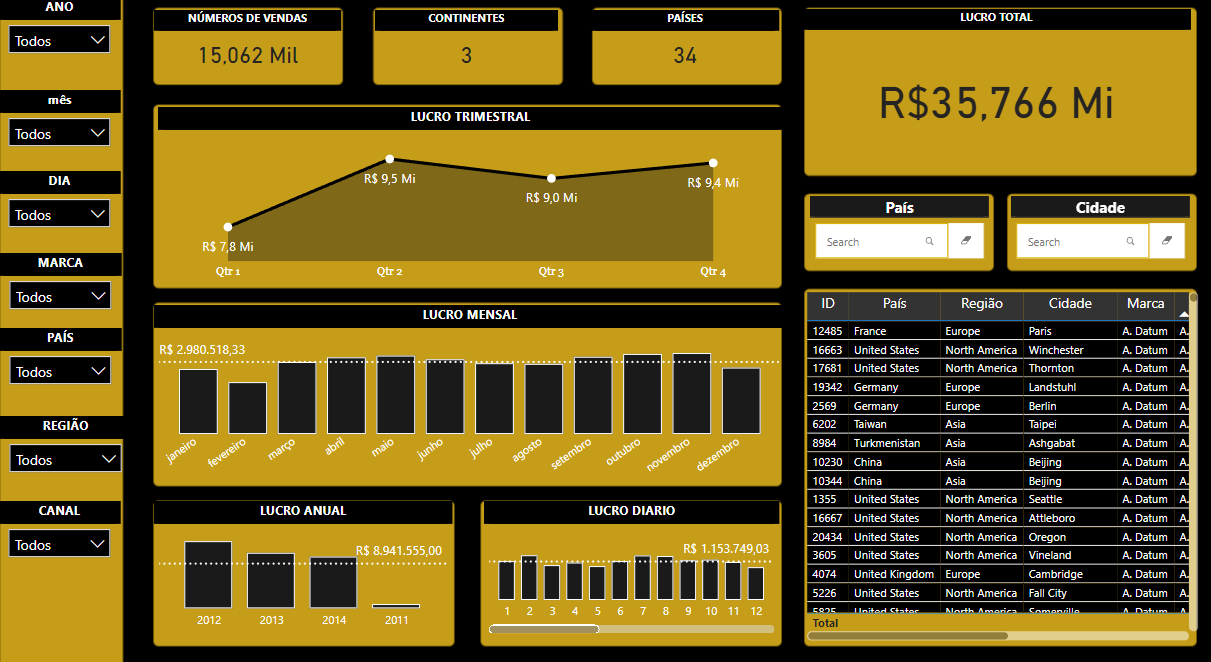 ANO
Todos
mês
Todos
DIA
Todos
MARCA
Todos
PAÍS
Todos
REGIÃO
Todos
CANAL
Todos
NÚMEROS DE VENDAS
15,062 Mil
CONTINENTES
3
PAÍSES
34
LUCRO TOTAL
R$35,766 Mi
LUCRO TRIMESTRAL
R$ 7,8 Mi
R$ 9,5 Mi
R$ 9,0 Mi
R$ 9,4 Mi
Qtr 1 Qtr 2 Qtr 3 Qtr 4
LUCRO MENSAL
R$ 2.980.518,33
janeiro fevereiro março abril maio junho julho agosto setembro outubro novembro dezembro
LUCRO ANUAL
R$ 8.941.555,00
2012 2013 2014 2011
LUCRO DIARIO
R$ 1.153.749,03
1 2 3 4 5 6 7 8 9 10 11 12
País
Search
Cidade
Search
ID País Região Cidade Marca
12485 France Europe Paris A. Datum A.
16663 United States North America Winchester A. Datum A.
17681 United States North America Thornton A. Datum A.
19342 Germany Europe Landstuhl A. Datum A.
2569 Germany Europe Berlin A. Datum A.
6202 Taiwan Asia Taipei A. Datum A.
8984 Turkmenistan Asia Ashgabat A. Datum A.
10230 China Asia Beijing A. Datum A.
10344 China Asia Beijing A. Datum A.
1355 United States North America Seattle A. Datum A.
16667 United States North America Attleboro A. Datum A.
20434 United States North America Oregon A. Datum A.
3605 United States North America Vineland A. Datum A.
4074 United Kingdom Europe Cambridge A. Datum A.
5226 United States North America Fall City A. Datum A.
5825 United States North America Somerville A. Datum A.
Total